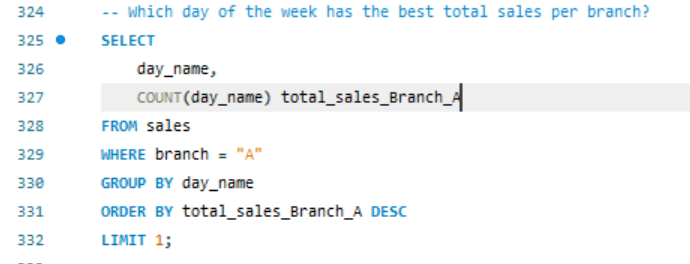 324 -- Which day of the week has the best total sales per branch?
325 SELECT
326 day_name,
327 COUNT(day_name) total_sales_Branch_A
328 FROM sales
329 WHERE branch = "A"
330 GROUP BY day_name
331 ORDER BY total_sales_Branch_A DESC
332 LIMIT 1;